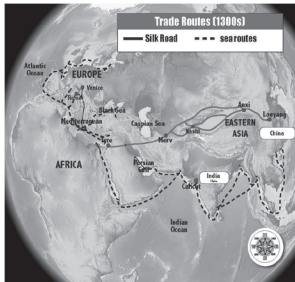 Trade Routes (1300s)
Silk Road
sea routes
Atlantic
Ocean
EUROPE
Venice
Black Sea
Mediterranean
Caspian Sea
Tyre
Merv
Kashi
Anxi
Luoyang
EASTERN
ASIA
China
AFRICA
Persian
Gulf
India
Calicut
Indian
Ocean